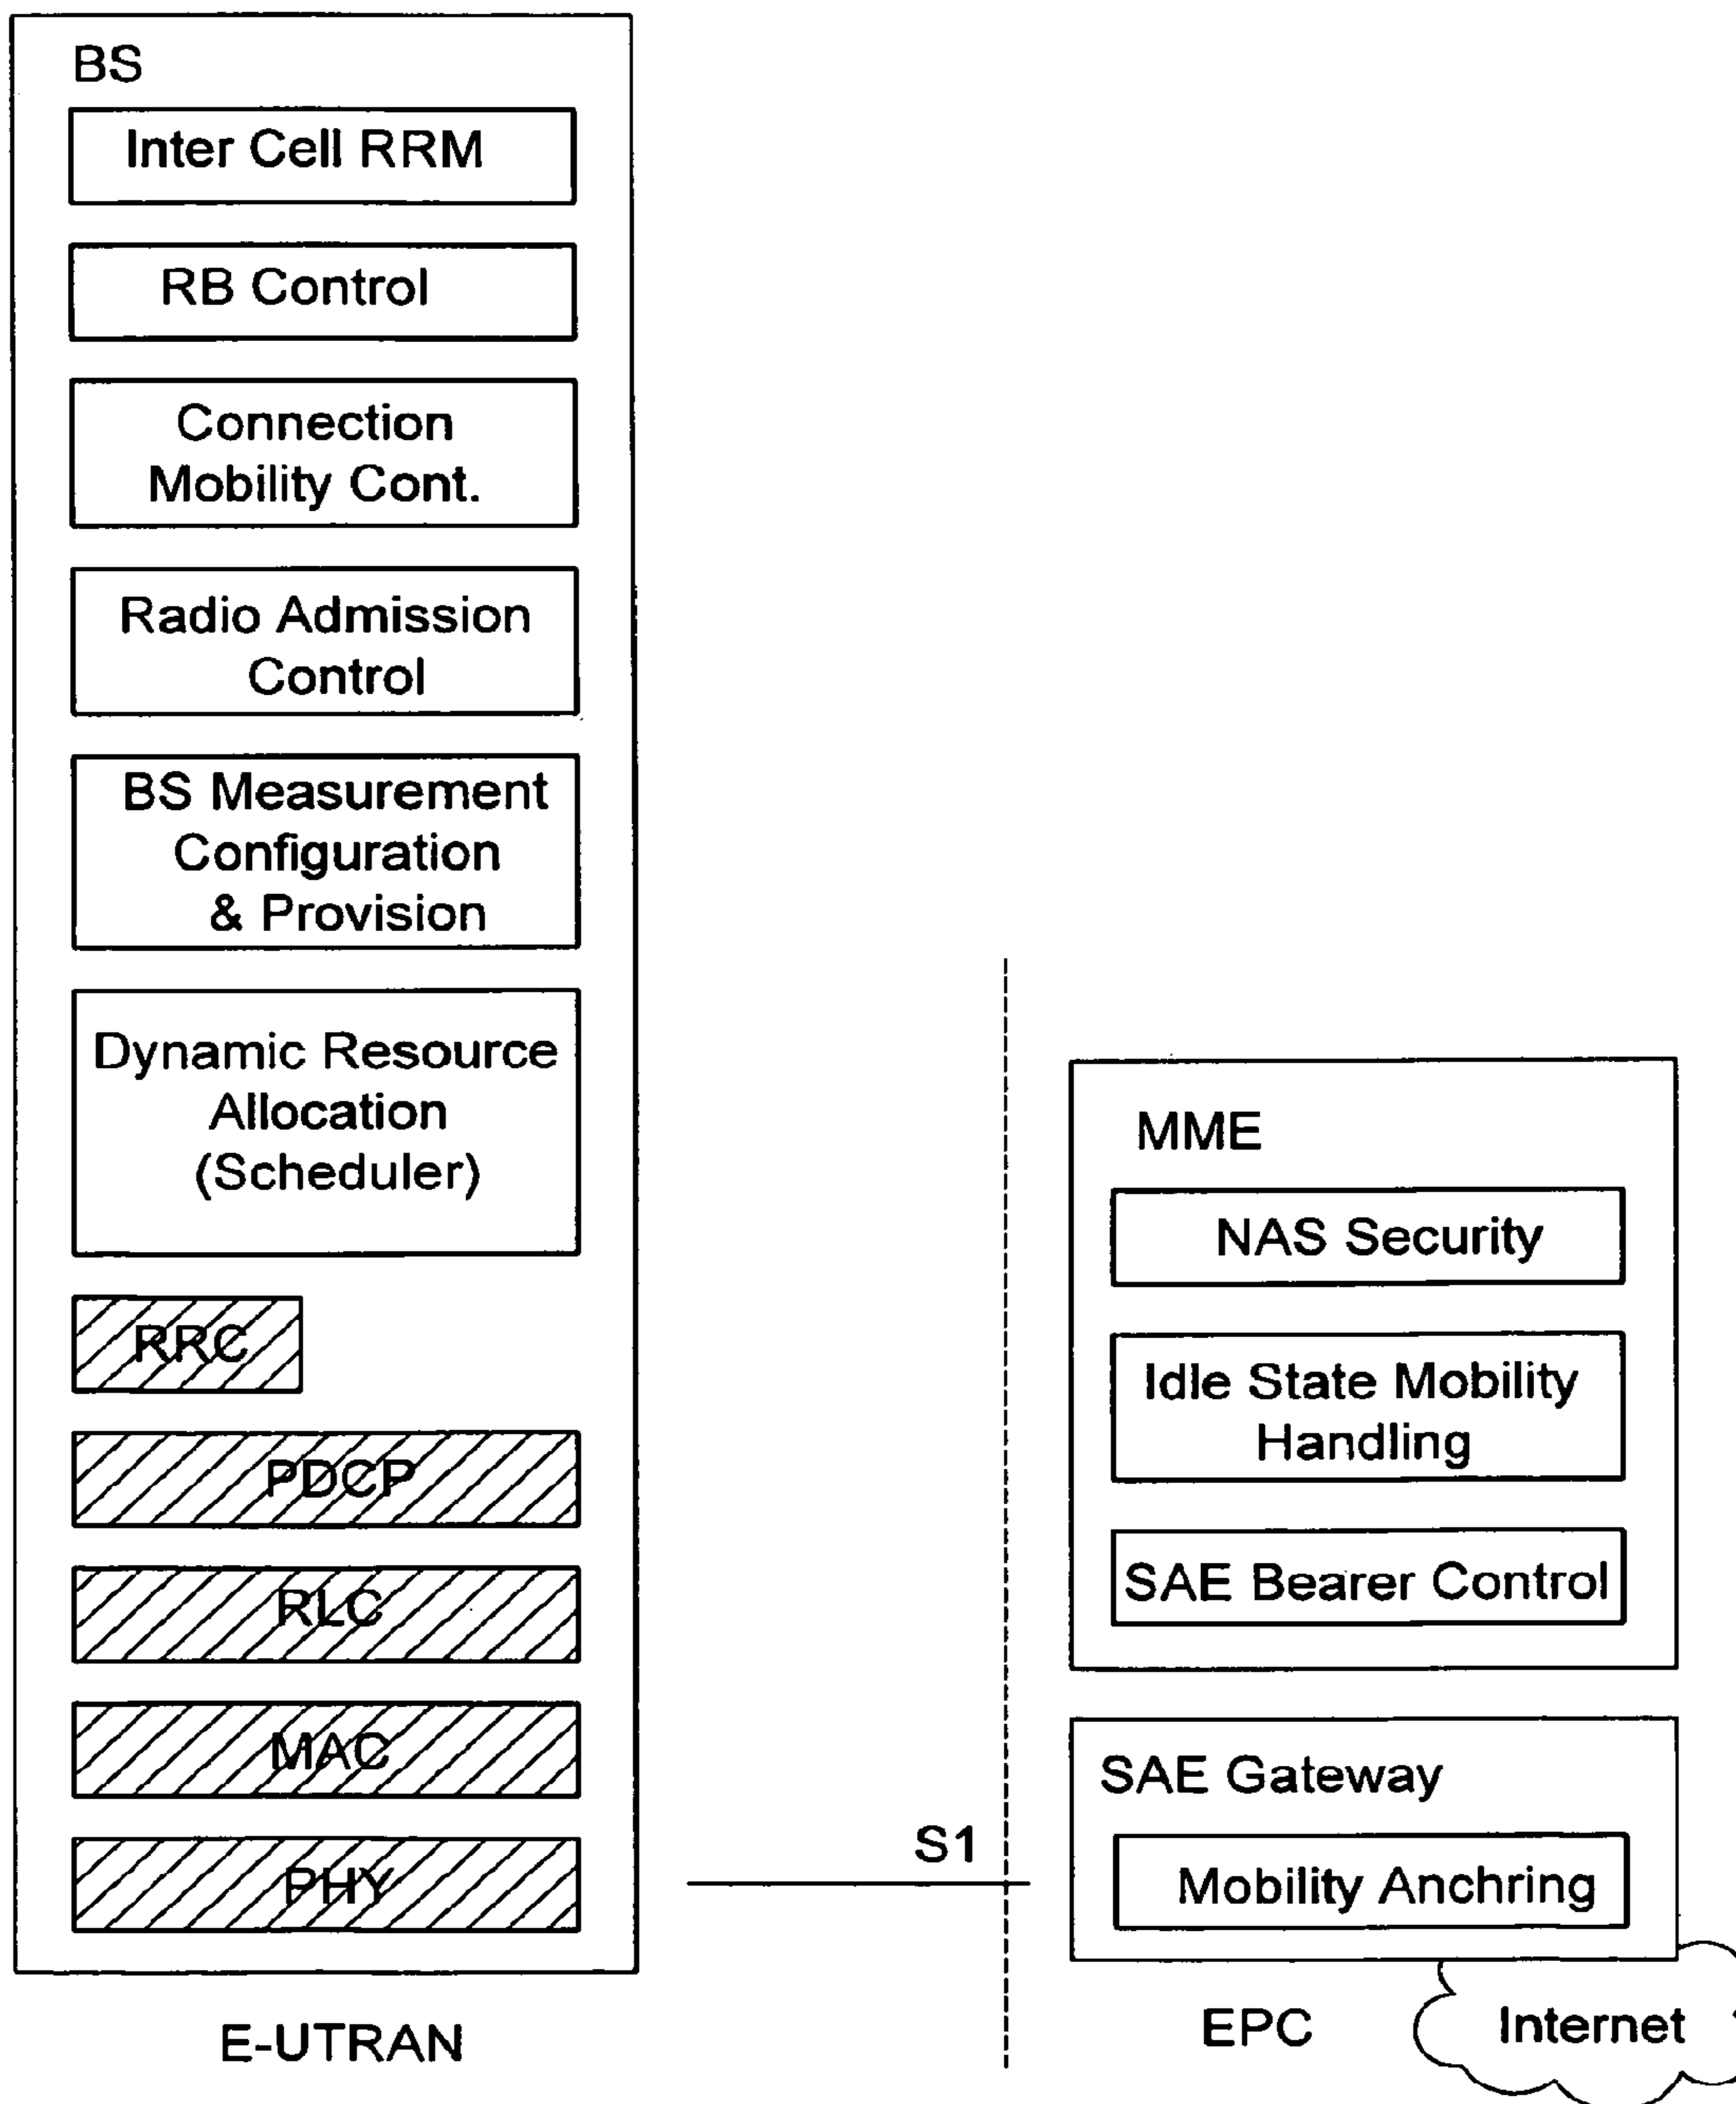 BS
Inter Cell RRM
RB Control
Connection
Mobility Cont.
Radio Admission
Control
BS Measurement
Configuration
& Provision
Dynamic Resource
Allocation
(Scheduler)
RRC
PDCP
RLC
MAC
PHY
E-UTRAN
S1
MME
NAS Security
Idle State Mobility
Handling
SAE Bearer Control
SAE Gateway
Mobility Anchring
EPC
Internet